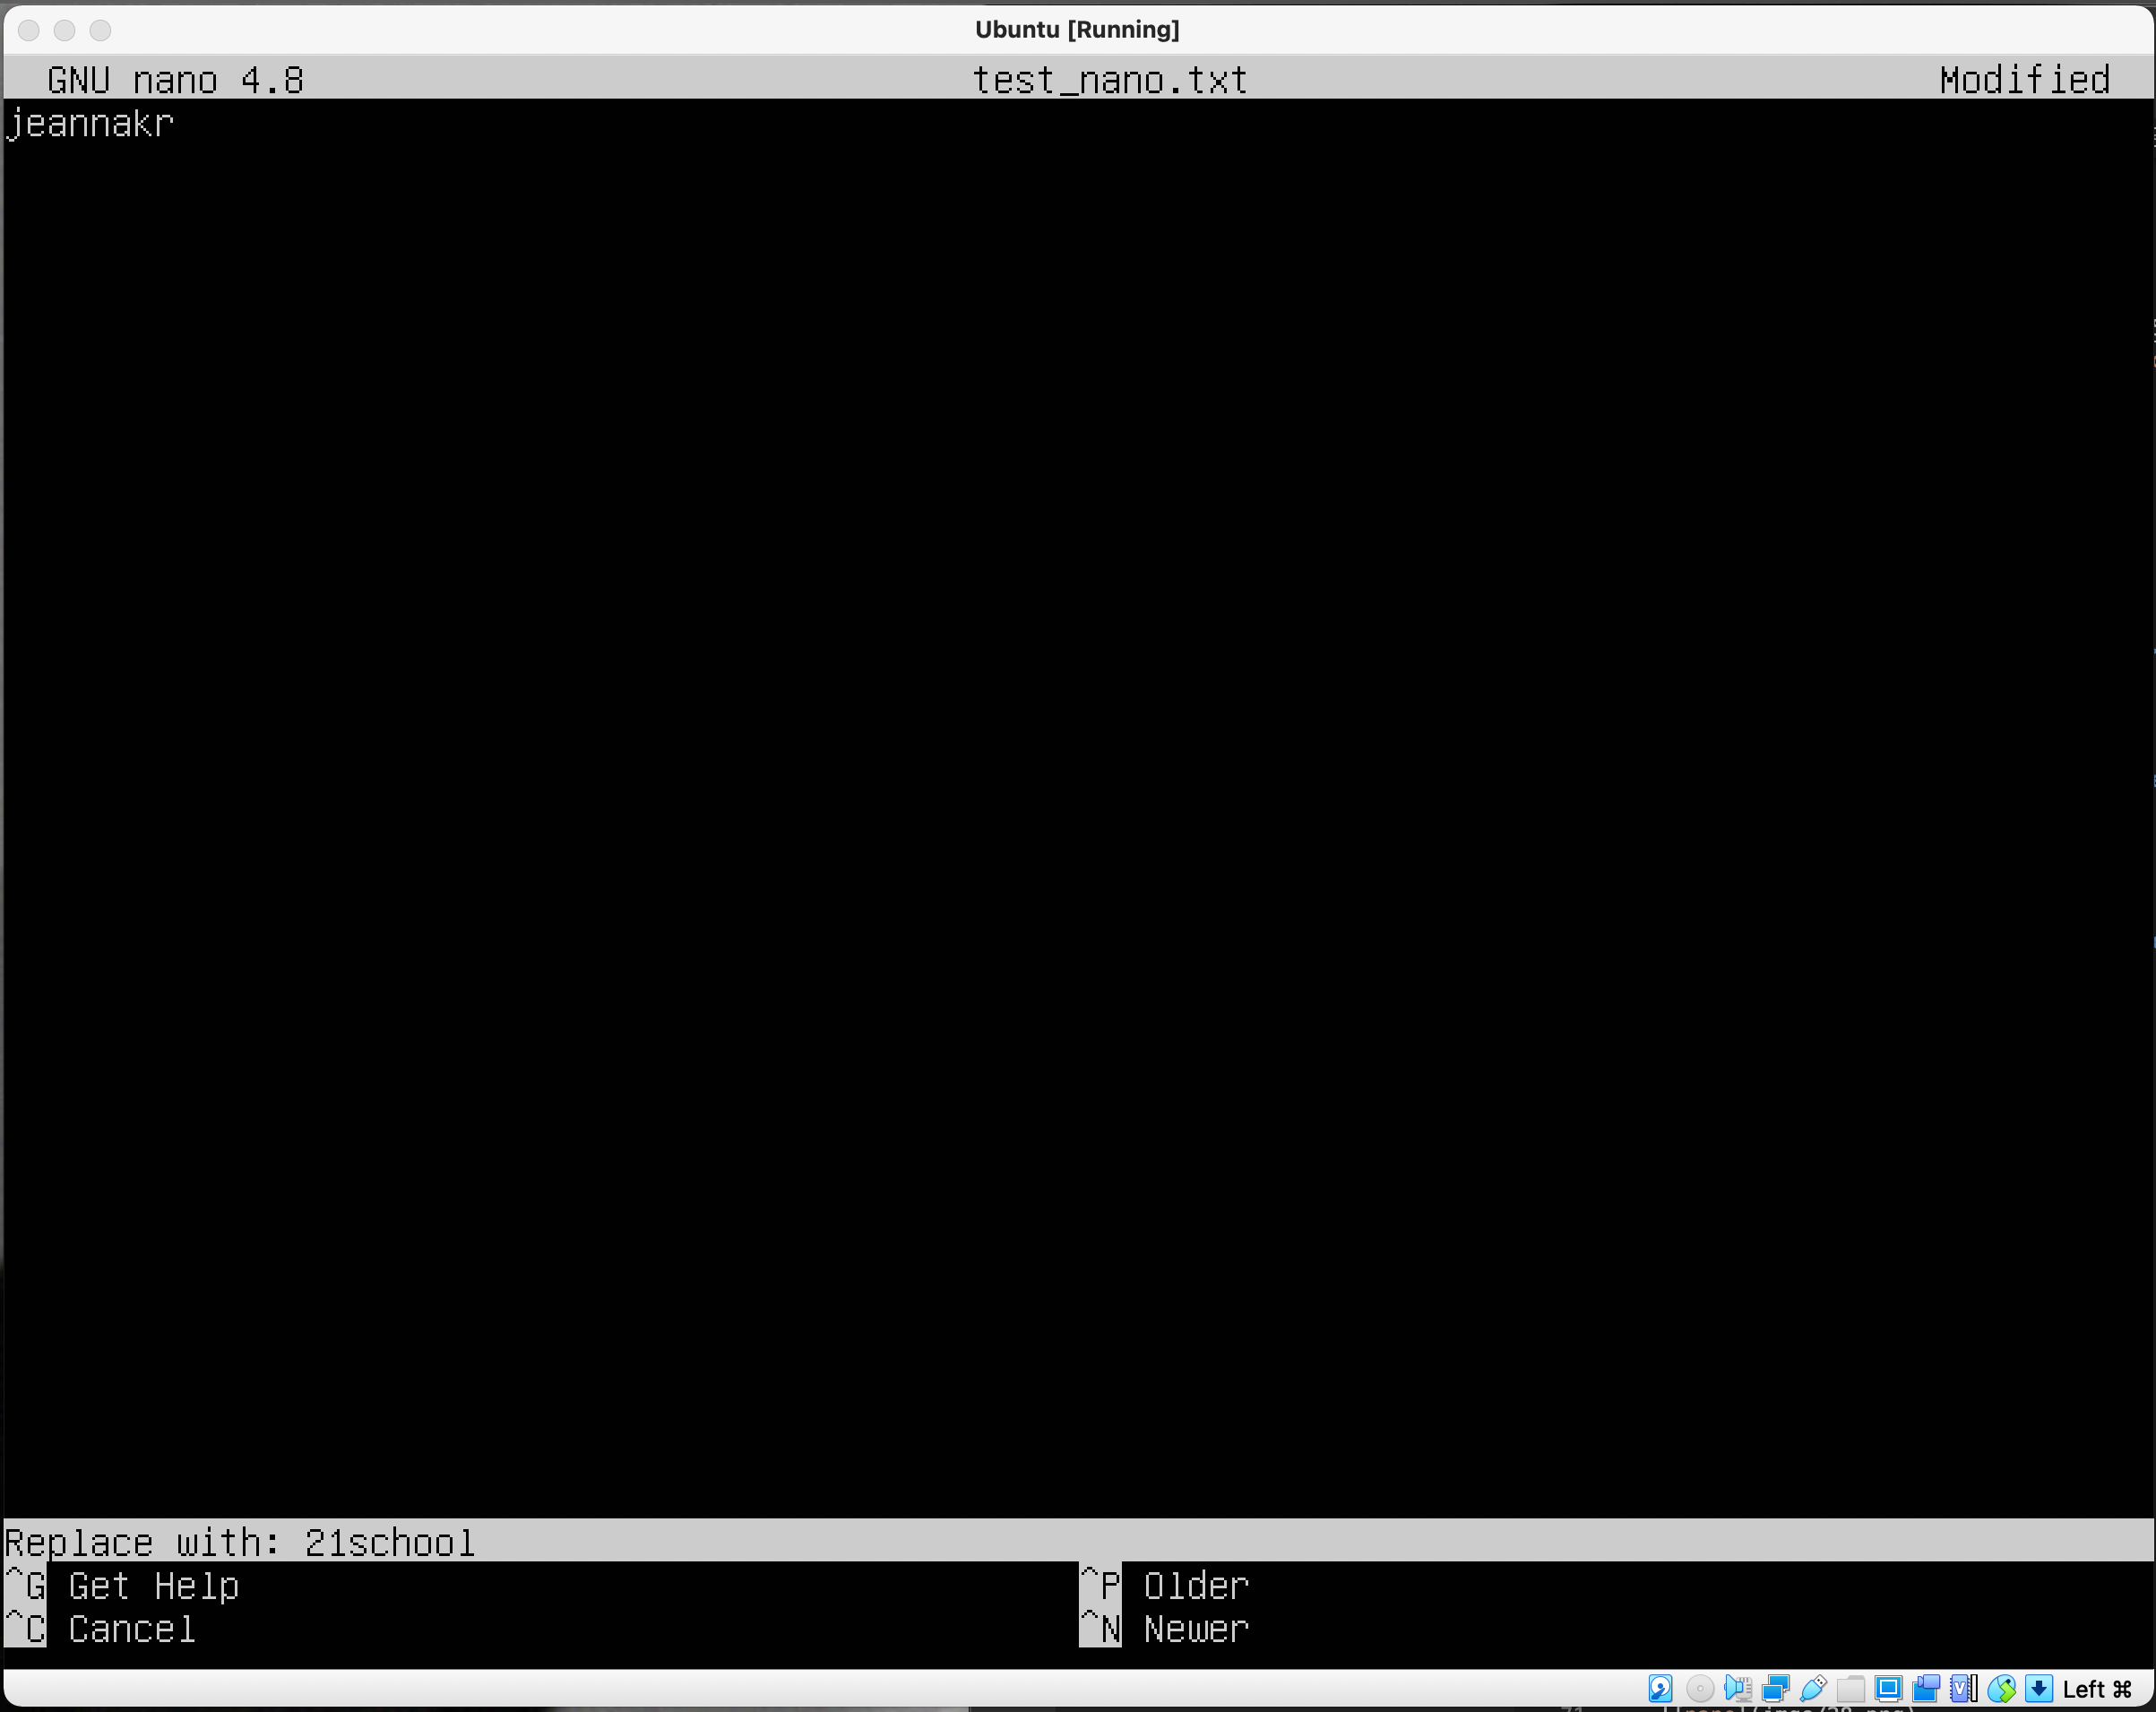 Ubuntu [Running]
GNU nano 4.8 test_nano.txt Modified
jeannakr
Replace with: 21school
^G Get Help ^P Older
^C Cancel ^N Newer
Left ⌘